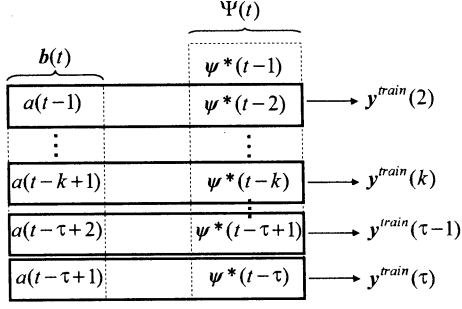 Ψ(t)
b(t)
ψ*(t−1)
a(t−1) ψ*(t−2) y^train(2)
a(t−k+1) ψ*(t−k) y^train(k)
a(t−τ+2) ψ*(t−τ+1) y^train(τ−1)
a(t−τ+1) ψ*(t−τ) y^train(τ)